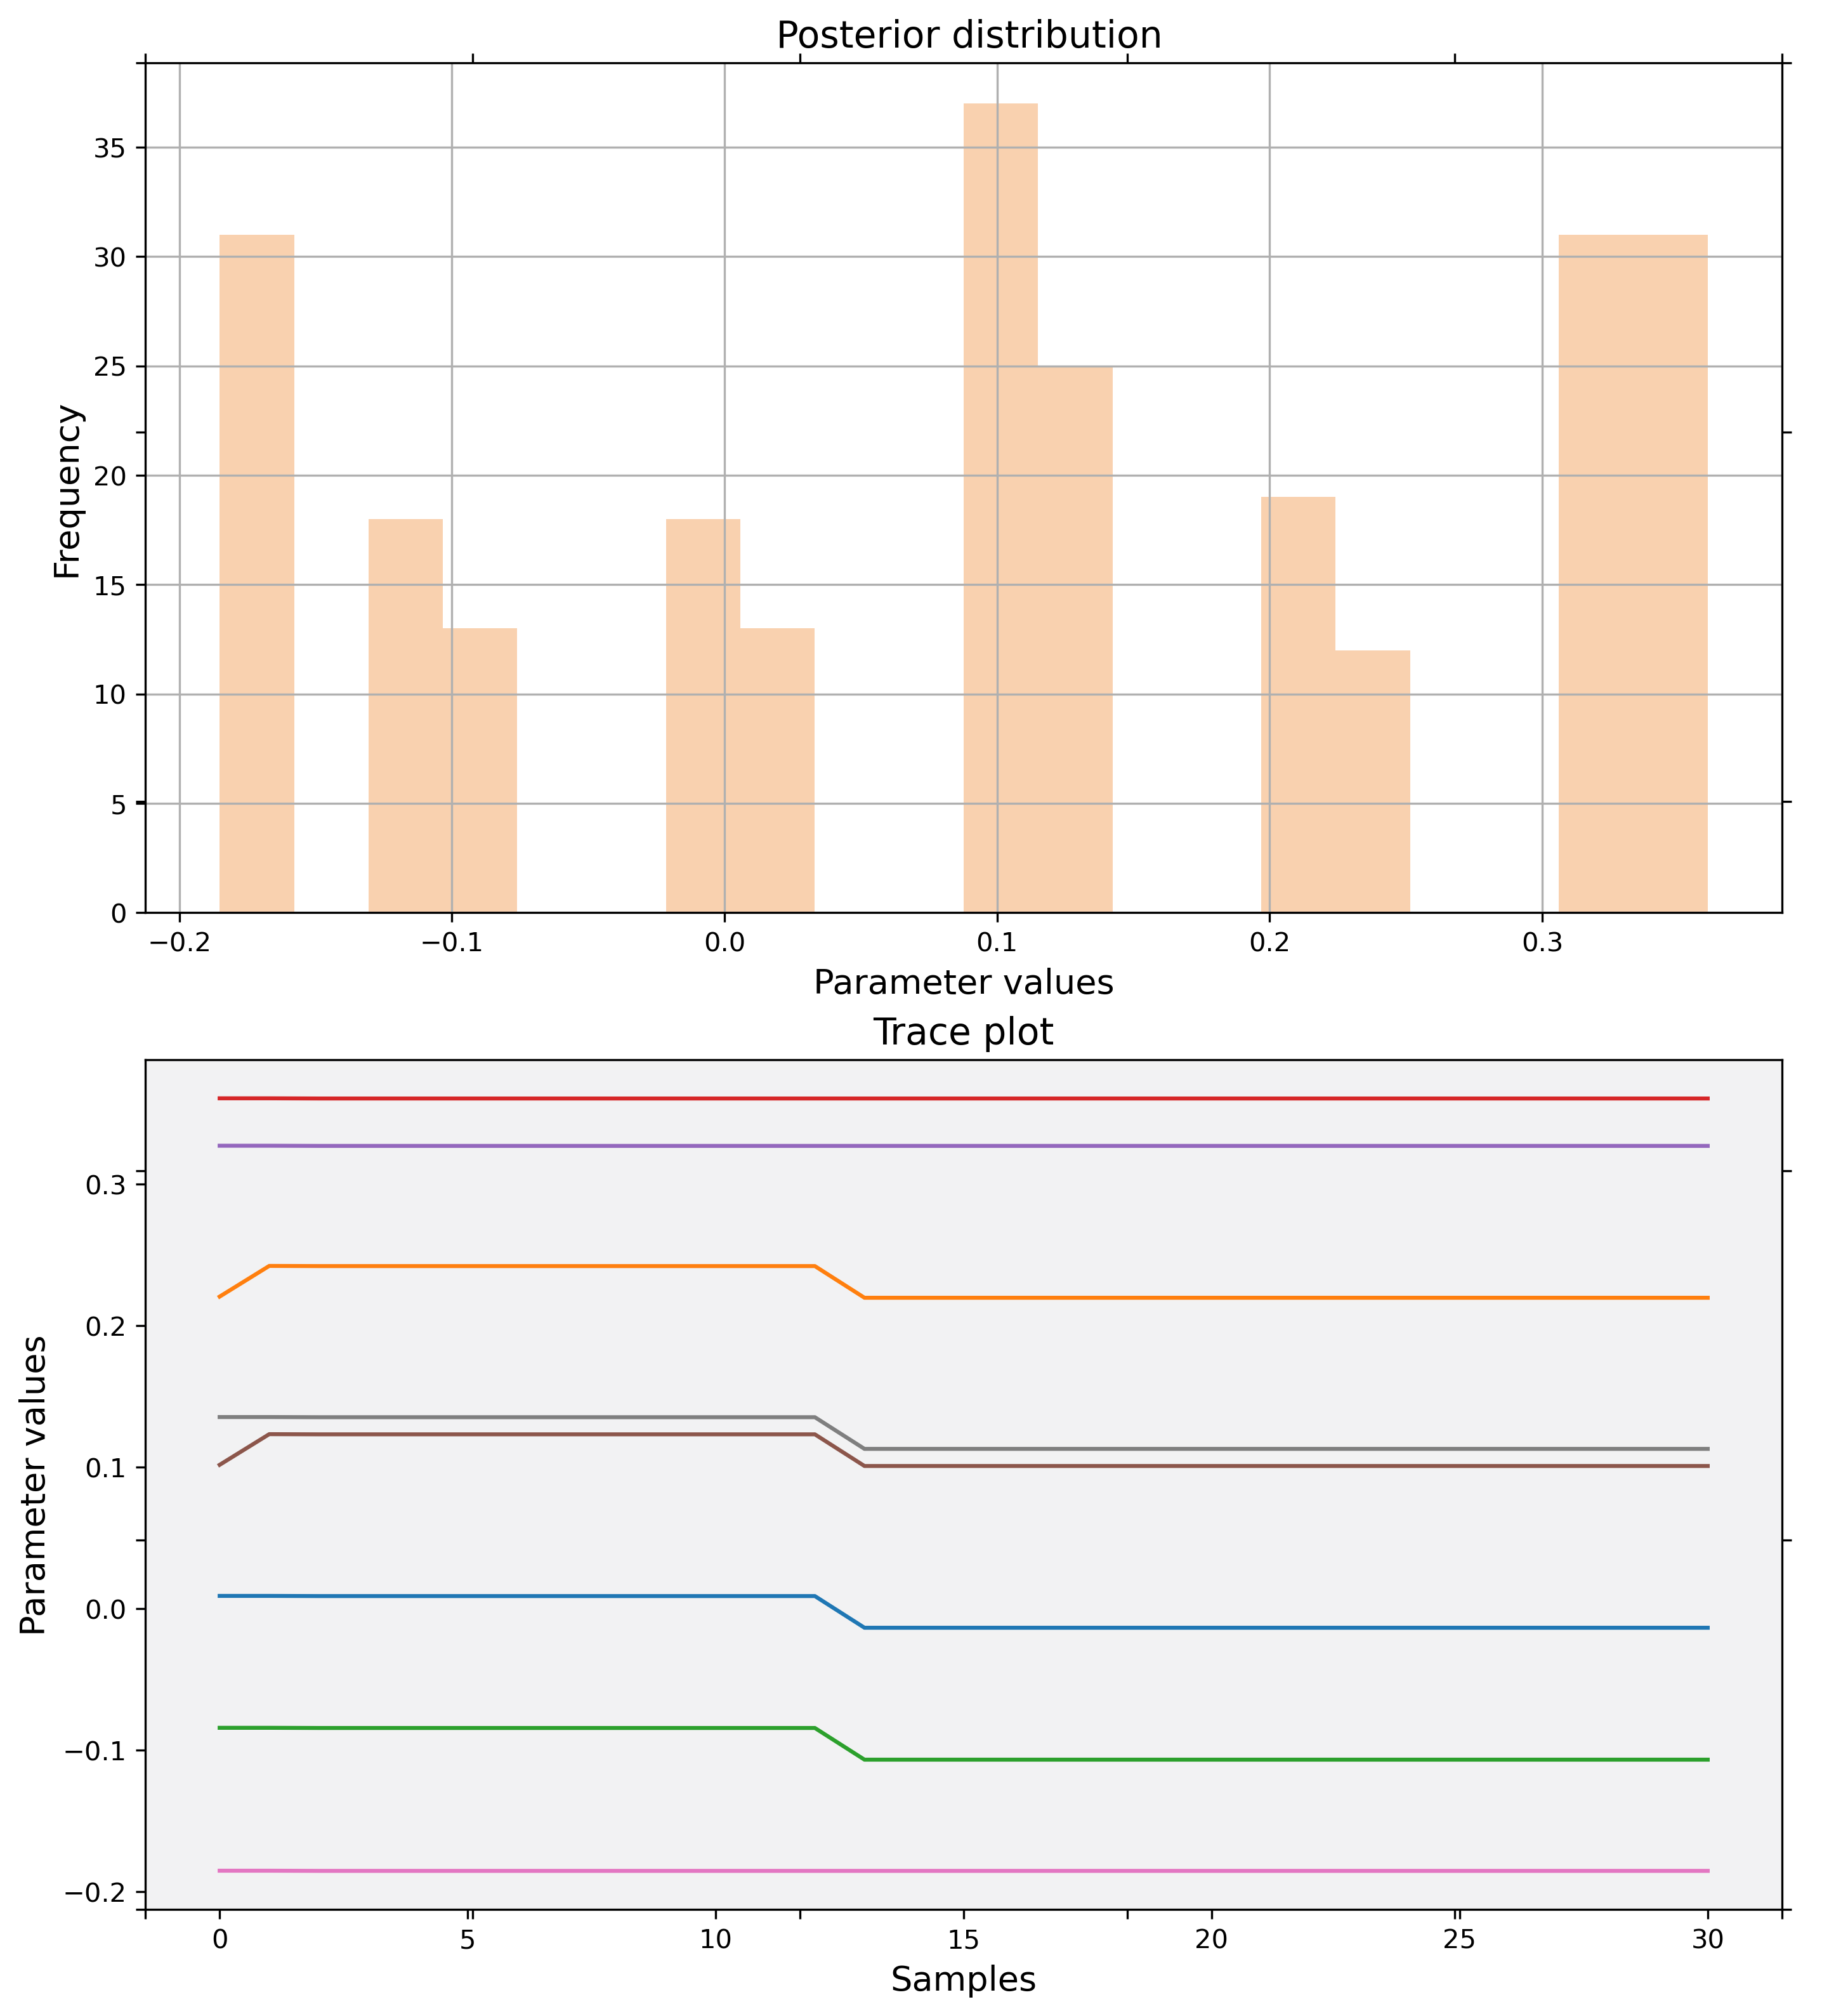 Posterior distribution
35
30
25
20
15
10
5
0
Frequency
−0.2 −0.1 0.0 0.1 0.2 0.3
Parameter values
Trace plot
0.3
0.2
0.1
0.0
−0.1
−0.2
Parameter values
0 5 10 15 20 25 30
Samples